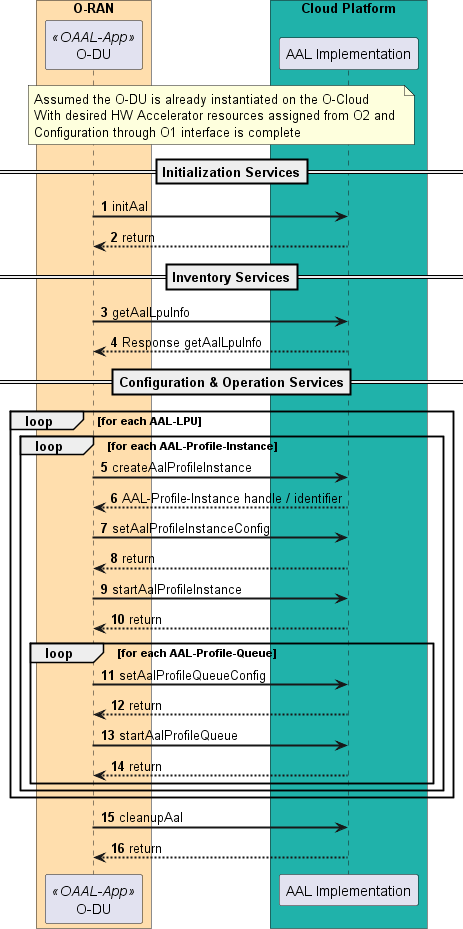 O-RAN
Cloud Platform
«OAAL-App»
O-DU
AAL Implementation
Assumed the O-DU is already instantiated on the O-Cloud
With desired HW Accelerator resources assigned from O2 and
Configuration through O1 interface is complete
Initialization Services
1 initAal
2 return
Inventory Services
3 getAalLpuInfo
4 Response getAalLpuInfo
Configuration & Operation Services
loop [for each AAL-LPU]
loop [for each AAL-Profile-Instance]
5 createAalProfileInstance
6 AAL-Profile-Instance handle / identifier
7 setAalProfileInstanceConfig
8 return
9 startAalProfileInstance
10 return
loop [for each AAL-Profile-Queue]
11 setAalProfileQueueConfig
12 return
13 startAalProfileQueue
14 return
15 cleanupAal
16 return
«OAAL-App»
O-DU
AAL Implementation